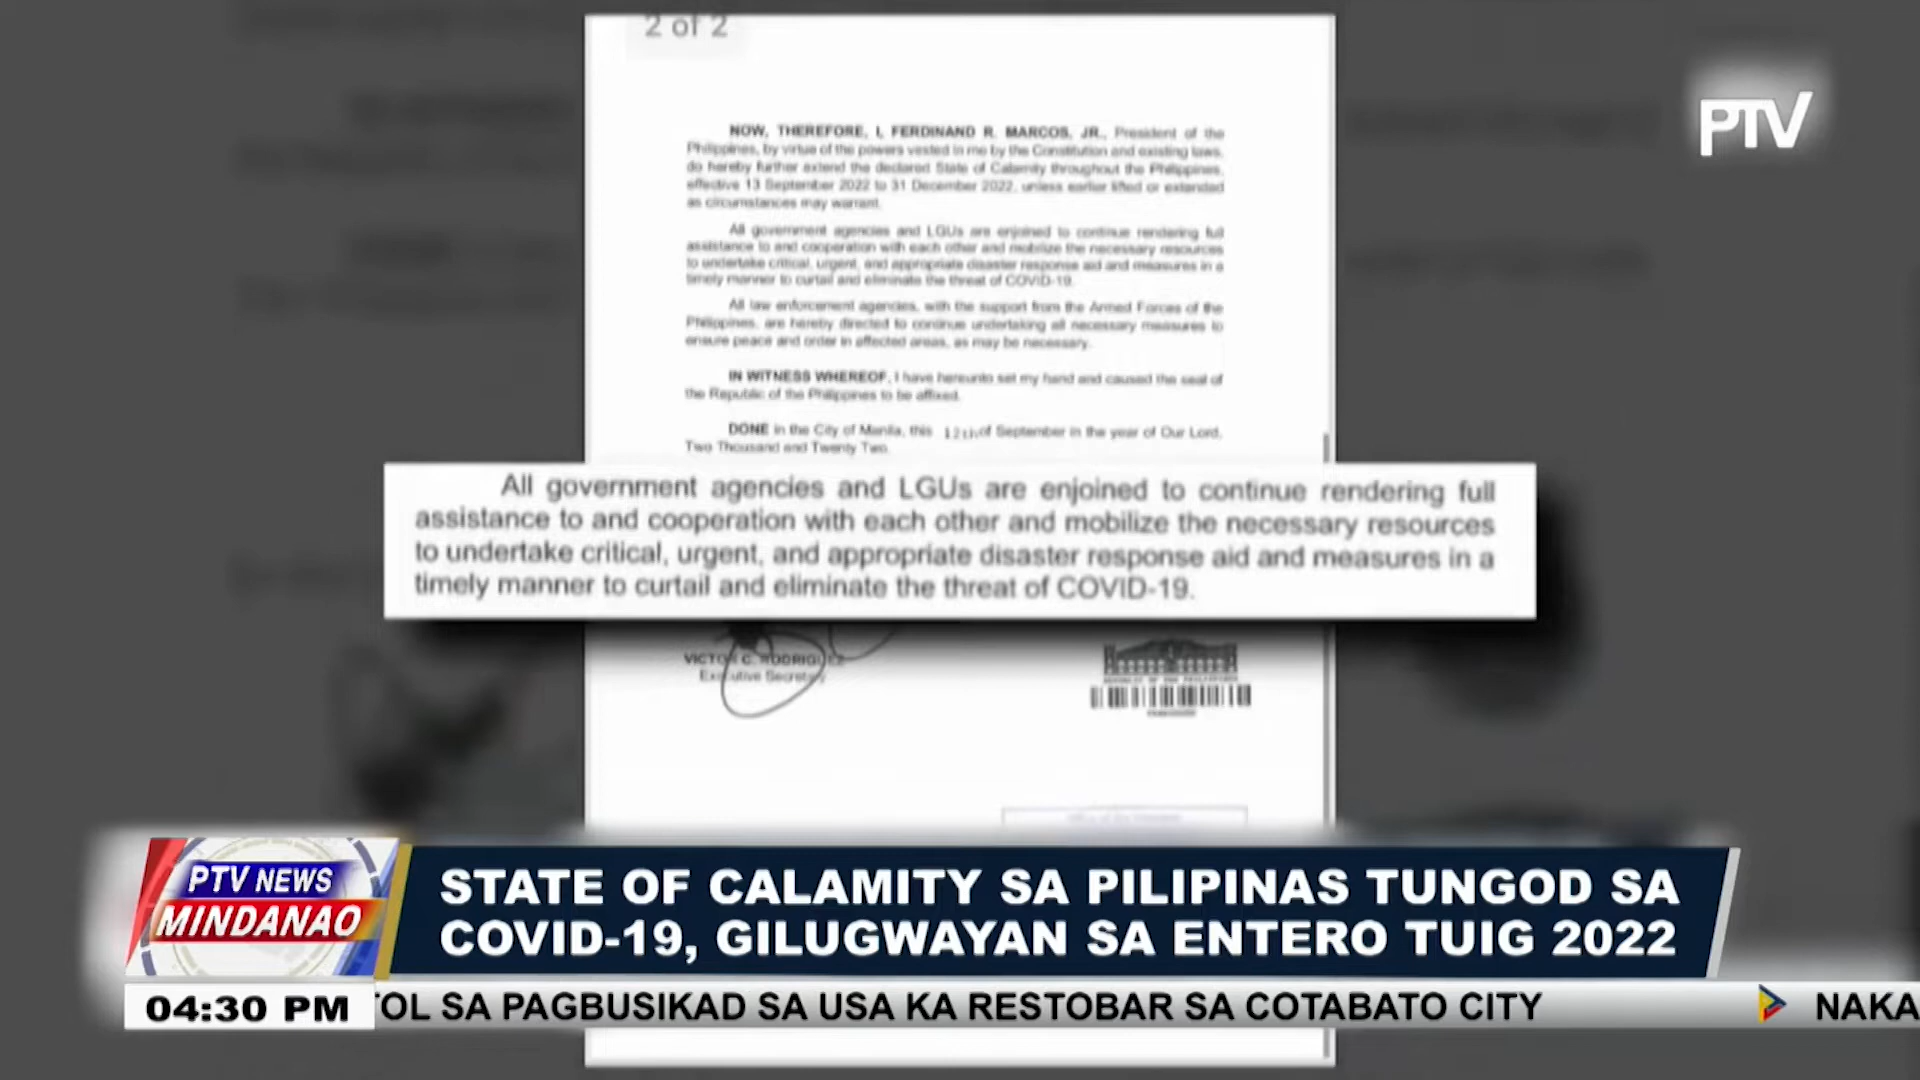 2 of 2
PTV
NOW, THEREFORE, I, FERDINAND R. MARCOS, JR., President of the
Philippines, by virtue of the powers vested in me by the Constitution and existing laws,
do hereby further extend the declared State of Calamity throughout the Philippines,
effective 13 September 2022 to 31 December 2022, unless earlier lifted or extended
as circumstances may warrant.
All government agencies and LGUs are enjoined to continue rendering full
assistance to and cooperation with each other and mobilize the necessary resources
to undertake critical, urgent, and appropriate disaster response aid and measures in a
timely manner to curtail and eliminate the threat of COVID-19.
All law enforcement agencies, with the support from the Armed Forces of the
Philippines, are hereby directed to continue undertaking all necessary measures to
ensure peace and order in affected areas, as may be necessary.
IN WITNESS WHEREOF, I have hereunto set my hand and caused the seal of
the Republic of the Philippines to be affixed.
DONE in the City of Manila, this 12th of September in the year of Our Lord,
Two Thousand and Twenty Two.
All government agencies and LGUs are enjoined to continue rendering full
assistance to and cooperation with each other and mobilize the necessary resources
to undertake critical, urgent, and appropriate disaster response aid and measures in a
timely manner to curtail and eliminate the threat of COVID-19.
VICTOR C. RODRIGUEZ
Executive Secretary
PTV NEWS
MINDANAO
STATE OF CALAMITY SA PILIPINAS TUNGOD SA
COVID-19, GILUGWAYAN SA ENTERO TUIG 2022
04:30 PM
TOL SA PAGBUSIKAD SA USA KA RESTOBAR SA COTABATO CITY
NAKA